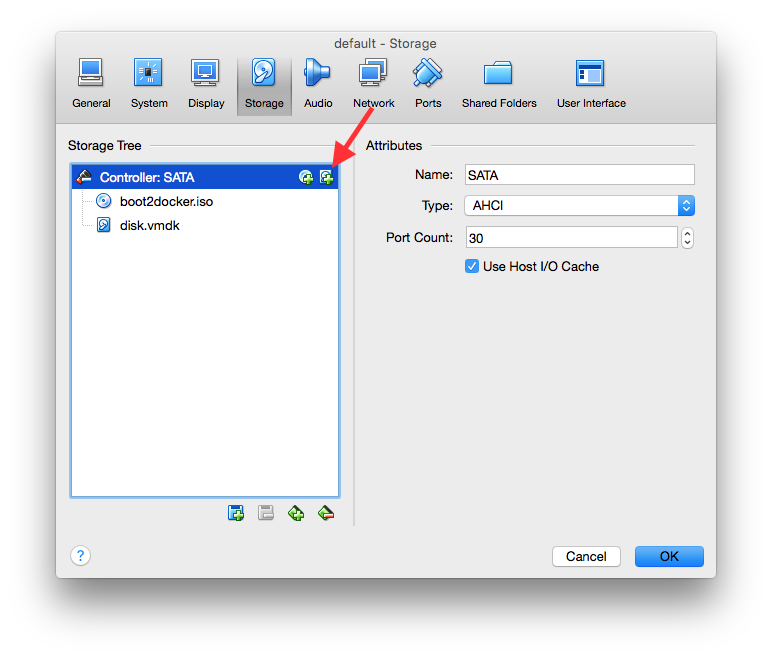 default - Storage
General System Display Storage Audio Network Ports Shared Folders User Interface
Storage Tree
Controller: SATA
boot2docker.iso
disk.vmdk
Attributes
Name: SATA
Type: AHCI
Port Count: 30
Use Host I/O Cache
?
Cancel OK